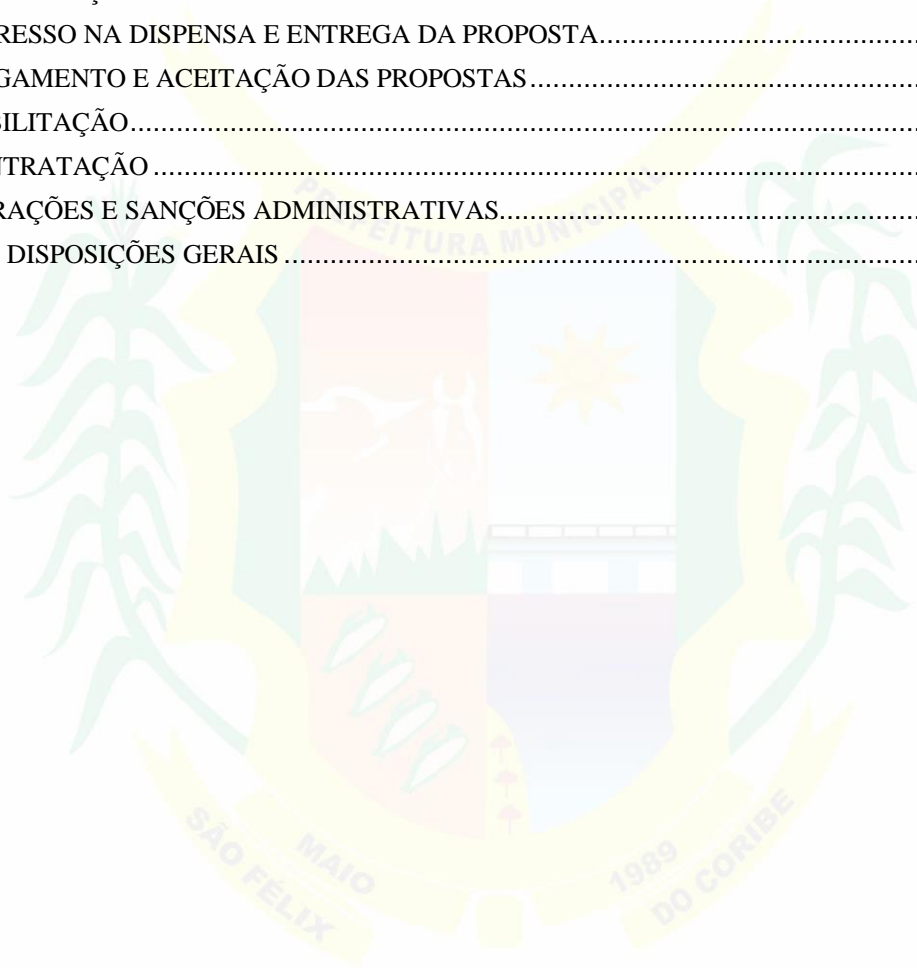 RESSO NA DISPENSA E ENTREGA DA PROPOSTA
GAMENTO E ACEITAÇÃO DAS PROPOSTAS
BILITAÇÃO
NTRATAÇÃO
RAÇÕES E SANÇÕES ADMINISTRATIVAS
DISPOSIÇÕES GERAIS
PREFEITURA MUNICIPAL
SÃO FÉLIX
MAIO
1989
DO CORIBE